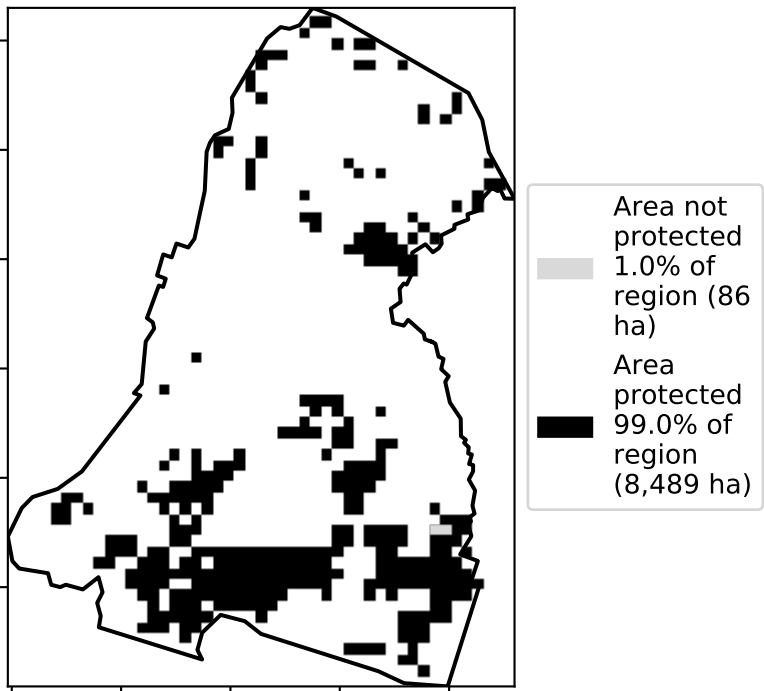 Area not
protected
1.0% of
region (86
ha)
Area
protected
99.0% of
region
(8,489 ha)